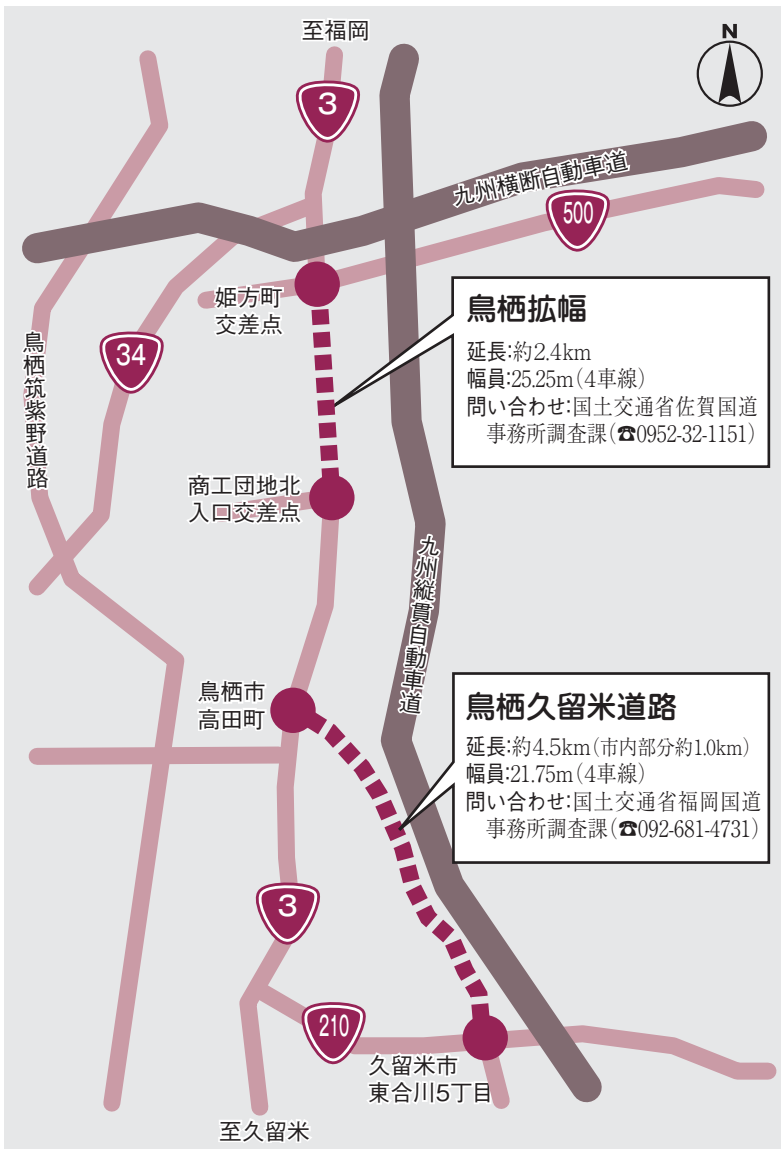 至福岡
N
3
九州横断自動車道
500
姫方町
交差点
鳥栖拡幅
延長:約2.4km
幅員:25.25m(4車線)
問い合わせ:国土交通省佐賀国道
事務所調査課(☎0952-32-1151)
34
鳥栖筑紫野道路
商工団地北
入口交差点
九州縦貫自動車道
鳥栖市
高田町
鳥栖久留米道路
延長:約4.5km(市内部分約1.0km)
幅員:21.75m(4車線)
問い合わせ:国土交通省福岡国道
事務所調査課(☎092-681-4731)
3
210
久留米市
東合川5丁目
至久留米